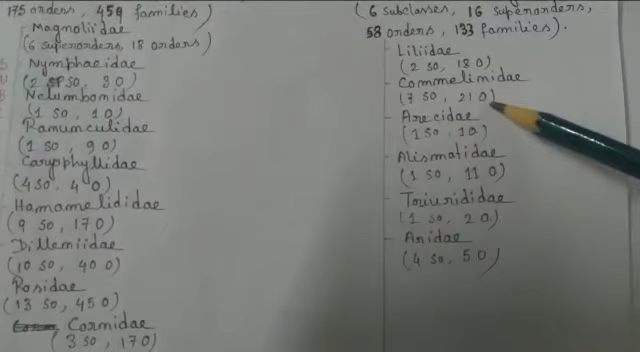 175 orders, 459 families)
Magnoliidae
(6 superorders, 18 orders)
Nymphaeidae
(2 so, 3 o)
Nelumbonidae
(1 so, 1 o)
Ranunculidae
(1 so, 9 o)
Caryophyllidae
(4 so, 4 o)
Hamamelididae
(9 so, 17 o)
Dilleniidae
(10 so, 40 o)
Rosidae
(13 so, 45 o)
Cornidae
(3 so, 17 o)
(6 subclasses, 16 superorders,
58 orders, 133 families).
Liliidae
(2 so, 18 o)
Commelinidae
(7 so, 21 o)
Arecidae
(1 so, 1 o)
Alismatidae
(1 so, 11 o)
Triurididae
(1 so, 2 o)
Aridae
(4 so, 5 o)